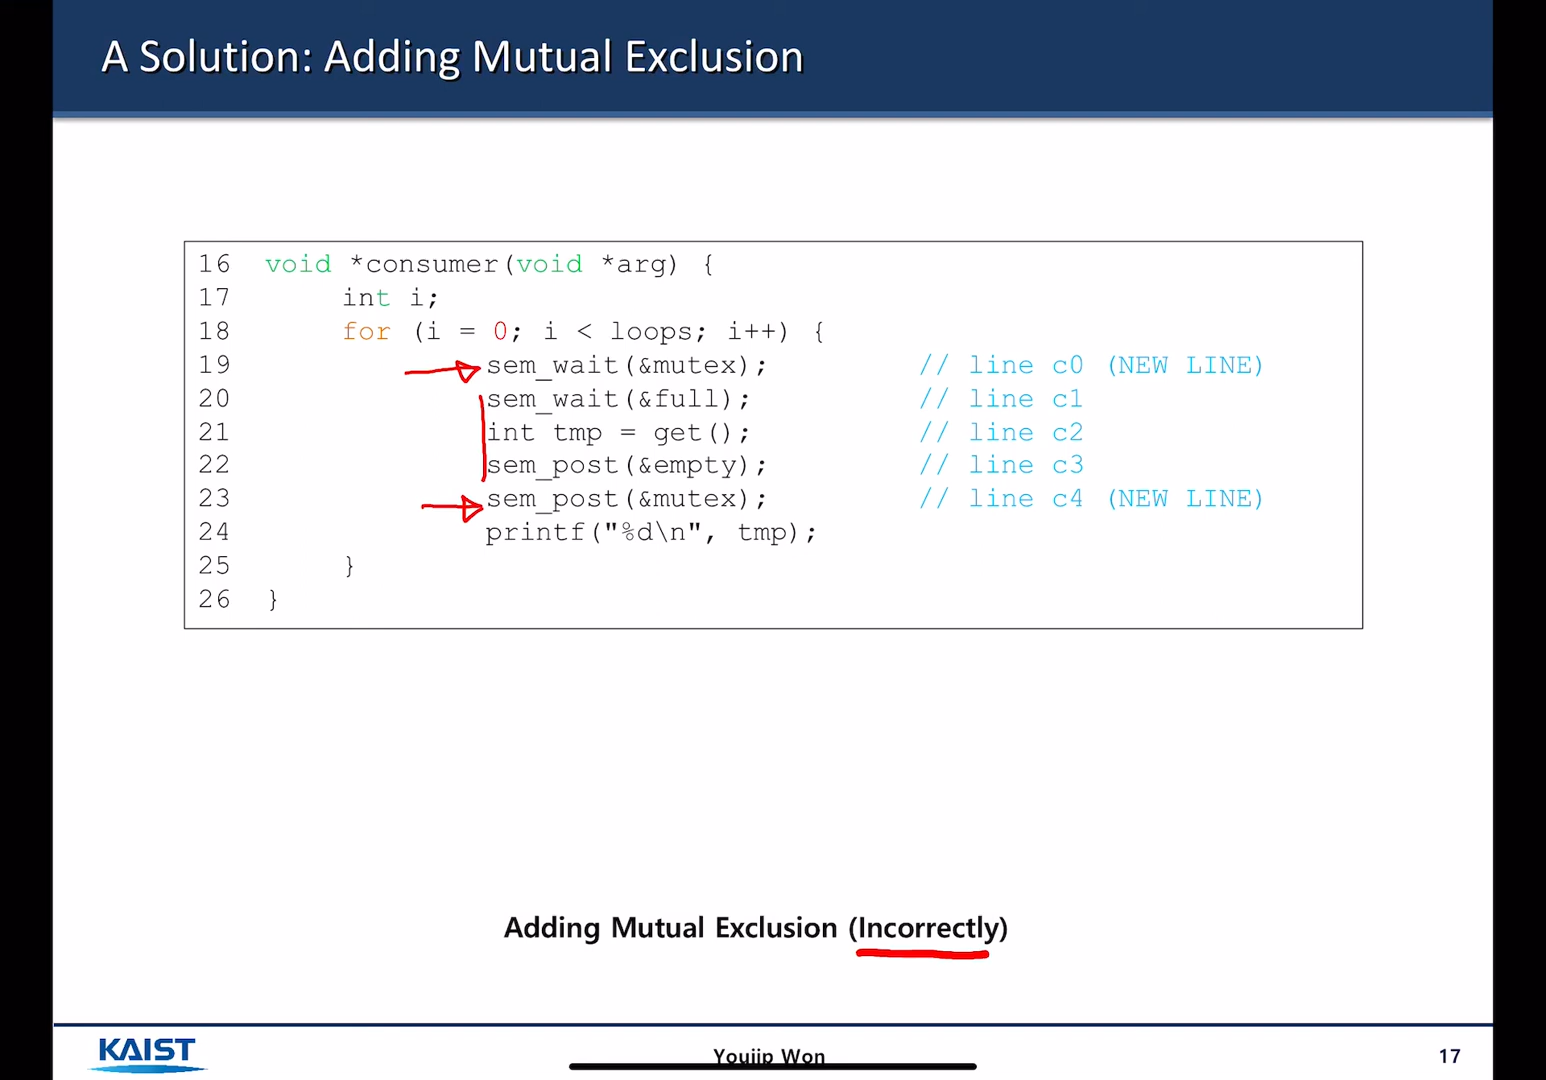 A Solution: Adding Mutual Exclusion
16 void *consumer(void *arg) {
17 int i;
18 for (i = 0; i < loops; i++) {
19 sem_wait(&mutex); // line c0 (NEW LINE)
20 sem_wait(&full); // line c1
21 int tmp = get(); // line c2
22 sem_post(&empty); // line c3
23 sem_post(&mutex); // line c4 (NEW LINE)
24 printf("%d\n", tmp);
25 }
26 }
Adding Mutual Exclusion (Incorrectly)
KAIST
Youjip Won
17